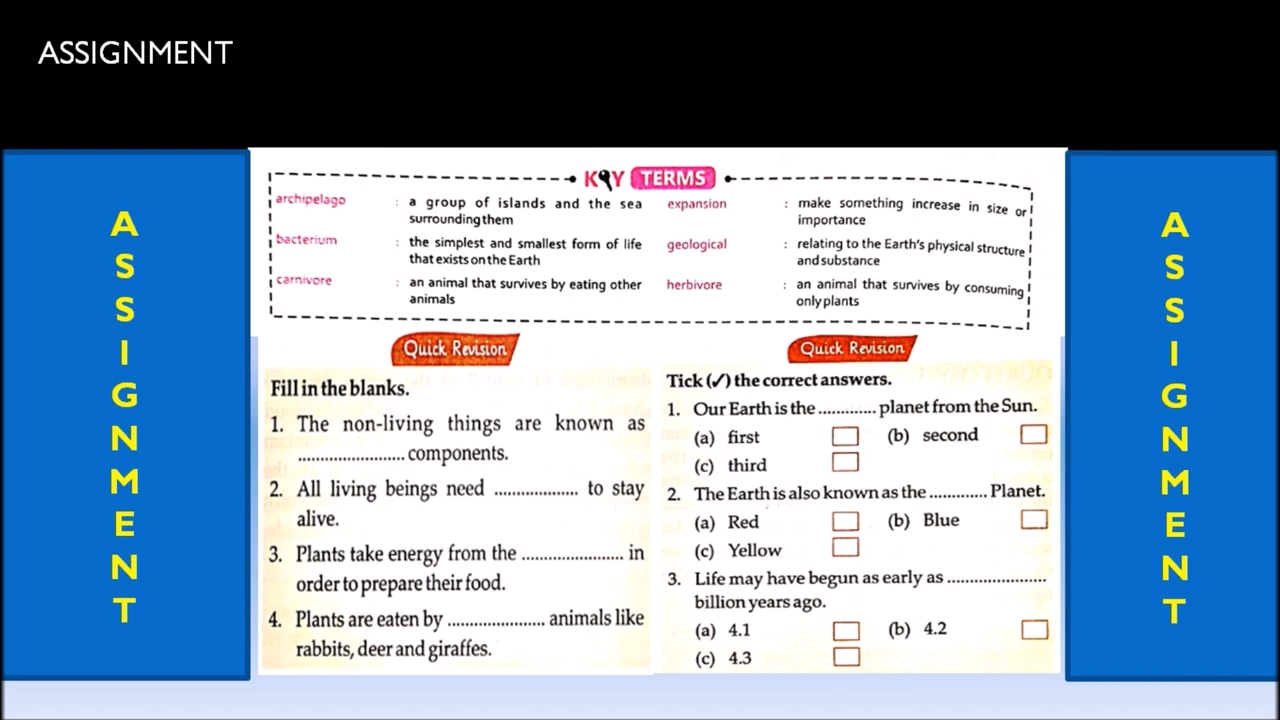 ASSIGNMENT
A
S
S
I
G
N
M
E
N
T
KEY TERMS
archipelago : a group of islands and the sea
surrounding them
bacterium : the simplest and smallest form of life
that exists on the Earth
carnivore : an animal that survives by eating other
animals
expansion : make something increase in size or
importance
geological : relating to the Earth's physical structure
and substance
herbivore : an animal that survives by consuming
only plants
Quick Revision
Fill in the blanks.
1. The non-living things are known as
........................ components.
2. All living beings need ................... to stay
alive.
3. Plants take energy from the ....................... in
order to prepare their food.
4. Plants are eaten by ...................... animals like
rabbits, deer and giraffes.
Quick Revision
Tick (✓) the correct answers.
1. Our Earth is the ............ planet from the Sun.
(a) first (b) second
(c) third
2. The Earth is also known as the ............ Planet.
(a) Red (b) Blue
(c) Yellow
3. Life may have begun as early as .....................
billion years ago.
(a) 4.1 (b) 4.2
(c) 4.3
A
S
S
I
G
N
M
E
N
T